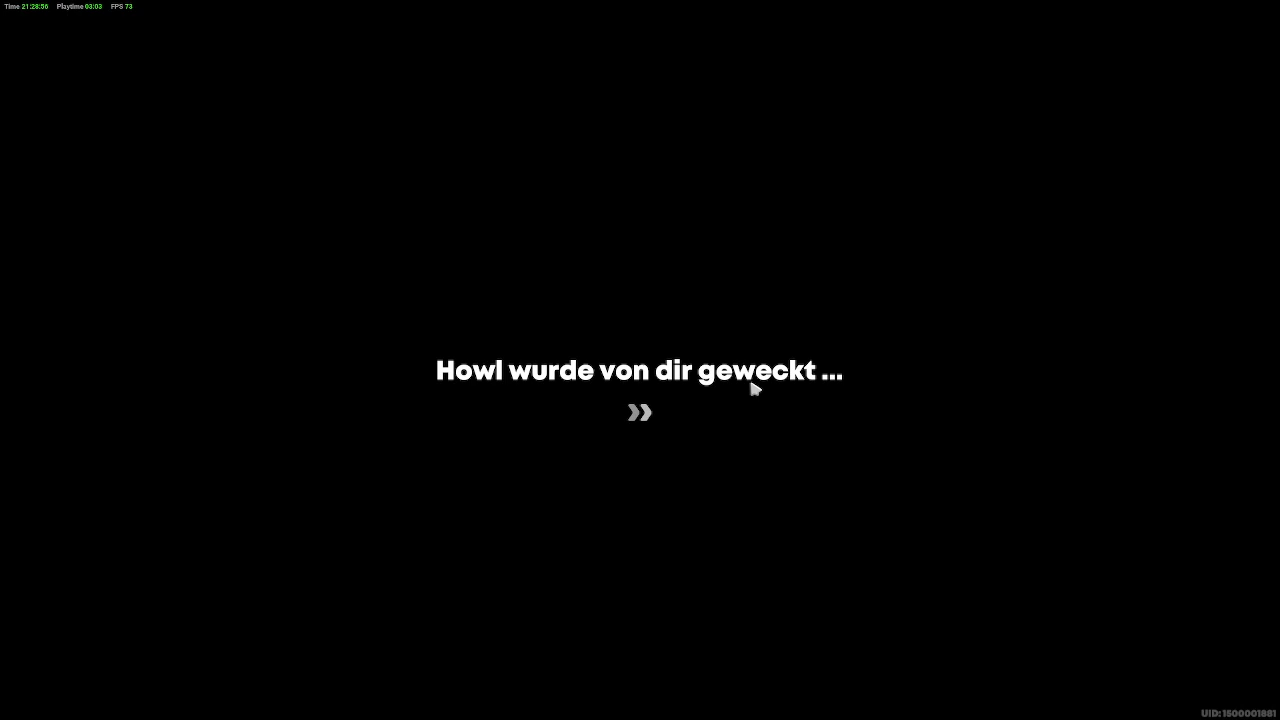 Time 21:28:56 Playtime 03:03 FPS 73
Howl wurde von dir geweckt ...
UID: 1500001881